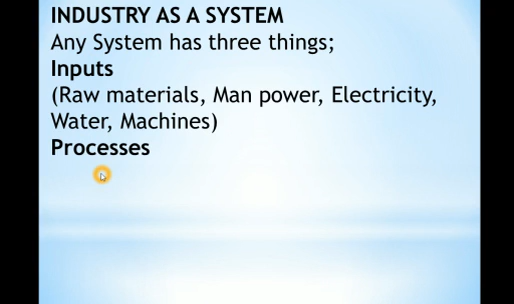 INDUSTRY AS A SYSTEM
Any System has three things;
Inputs
(Raw materials, Man power, Electricity,
Water, Machines)
Processes